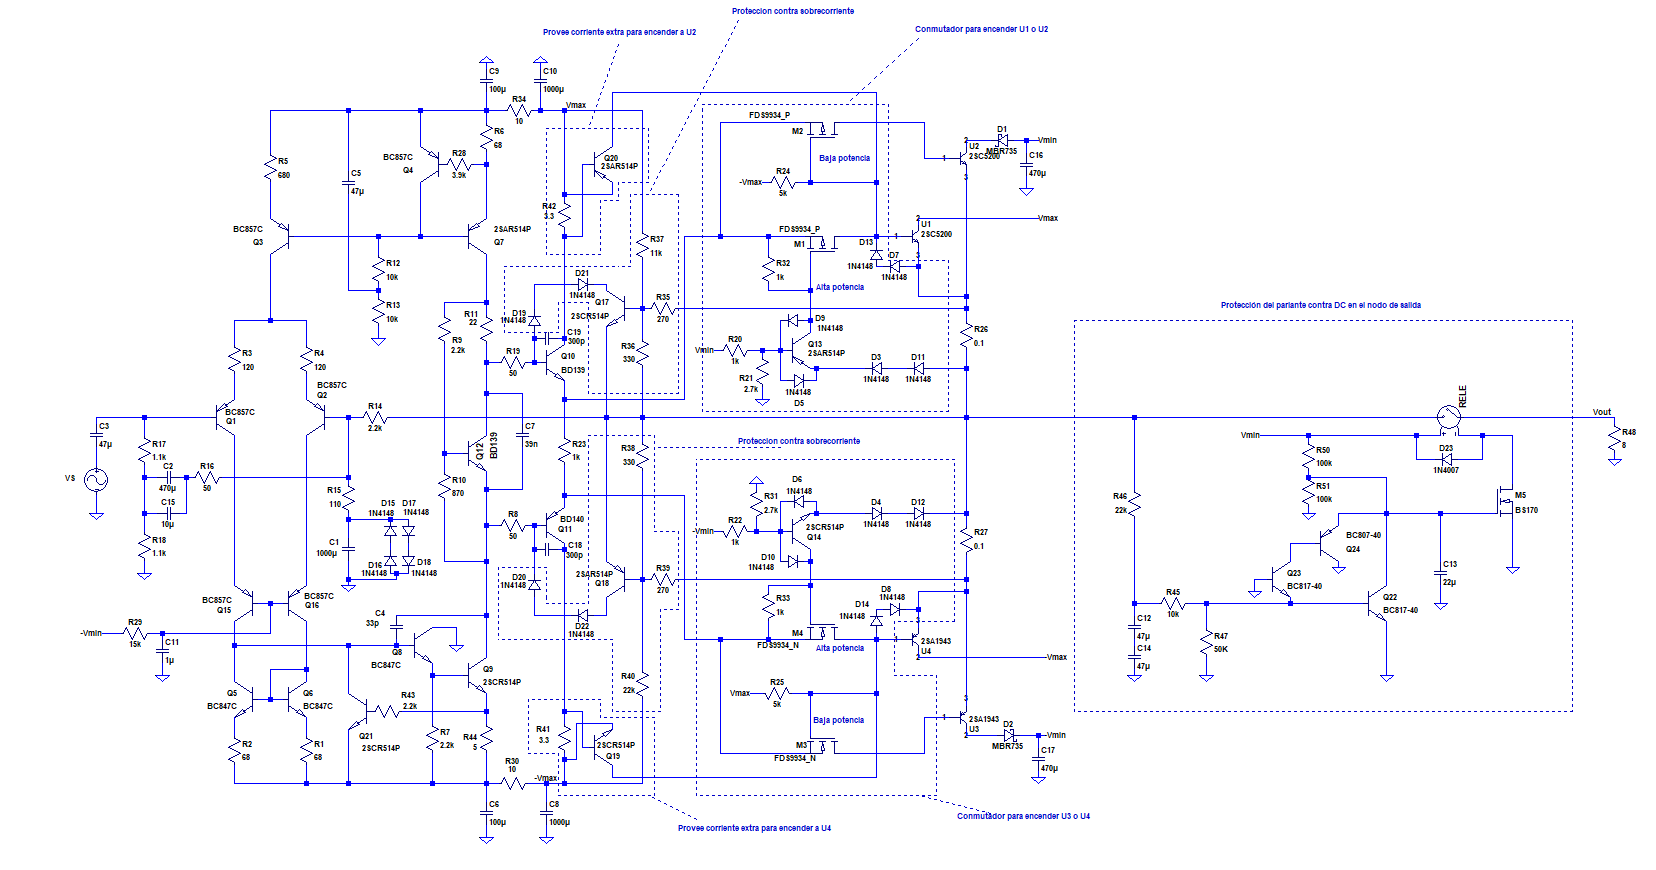 Proteccion contra sobrecorriente
Provee corriente extra para encender a U2
Conmutador para encender U1 o U2
C9
100µ
C10
1000µ
R34
10
Vmax
R5
680
C5
47µ
BC857C
Q4
R28
3.9k
R6
68
Q20
2SAR514P
R42
3.3
FDS9934_P
M2
Baja potencia
R24
5k
-Vmax
U2
2SC5200
D1
MBR735
Vmin
C16
470µ
BC857C
Q3
2SAR514P
Q7
R12
10k
R13
10k
R37
11k
FDS9934_P
M1
R32
1k
Alta potencia
D13
1N4148
D7
1N4148
U1
2SC5200
Vmax
1
2
3
1
2
3
D21
1N4148
Q17
2SCR514P
R35
270
D19
1N4148
C19
300p
R11
22
R9
2.2k
R19
50
Q10
BD139
R36
330
Vmin
R20
1k
R21
2.7k
D9
1N4148
Q13
2SAR514P
D5
1N4148
D3
1N4148
D11
1N4148
R26
0.1
Protección del parlante contra DC en el nodo de salida
R3
120
R4
120
BC857C
Q2
BC857C
Q1
R14
2.2k
C3
47µ
VS
R17
1.1k
C2
470µ
R16
50
C15
10µ
R18
1.1k
R15
110
D15
1N4148
D17
1N4148
C1
1000µ
D16
1N4148
D18
1N4148
Q12
BD139
C7
39n
R10
870
R23
1k
R38
330
Proteccion contra sobrecorriente
R8
50
BD140
Q11
C18
300p
D20
1N4148
2SAR514P
Q18
R39
270
D22
1N4148
R31
2.7k
-Vmin
R22
1k
D6
1N4148
2SCR514P
Q14
D10
1N4148
D4
1N4148
D12
1N4148
R27
0.1
R33
1k
M4
FDS9934_N
Alta potencia
D14
1N4148
D8
1N4148
2SA1943
U4
Vmax
1
2
3
BC857C
Q15
BC857C
Q16
-Vmin
R29
15k
C11
1µ
C4
33p
Q8
BC847C
Q9
2SCR514P
Q5
BC847C
Q6
BC847C
R43
2.2k
Q21
2SCR514P
R2
68
R1
68
R7
2.2k
R44
5
R30
10
-Vmax
C6
100µ
C8
1000µ
R40
22k
R41
3.3
2SCR514P
Q19
Vmax
R25
5k
Baja potencia
M3
FDS9934_N
2SA1943
U3
1
2
3
D2
MBR735
Vmin
C17
470µ
Provee corriente extra para encender a U4
Conmutador para encender U3 o U4
RELE
Vout
R48
8
Vmin
R50
100k
R51
100k
D23
1N4007
M5
BS170
R46
22k
BC807-40
Q24
Q23
BC817-40
C13
22µ
Q22
BC817-40
R45
10k
R47
50K
C12
47µ
C14
47µ